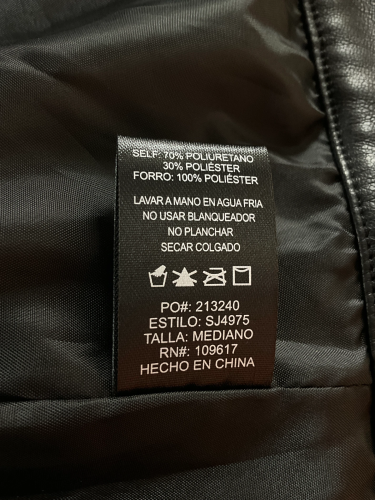 SELF: 70% POLIURETANO
30% POLIÉSTER
FORRO: 100% POLIÉSTER
LAVAR A MANO EN AGUA FRIA
NO USAR BLANQUEADOR
NO PLANCHAR
SECAR COLGADO
PO#: 213240
ESTILO: SJ4975
TALLA: MEDIANO
RN#: 109617
HECHO EN CHINA